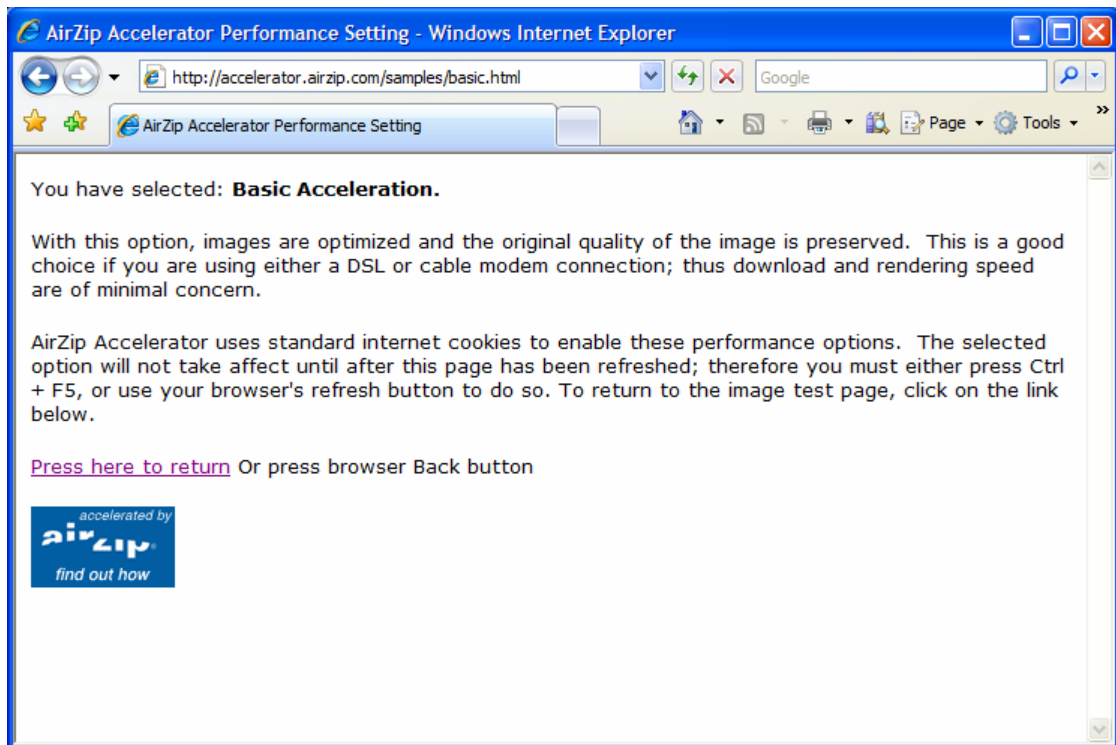 AirZip Accelerator Performance Setting - Windows Internet Explorer
http://accelerator.airzip.com/samples/basic.html
Google
AirZip Accelerator Performance Setting
Page
Tools
»
You have selected: Basic Acceleration.
With this option, images are optimized and the original quality of the image is preserved. This is a good
choice if you are using either a DSL or cable modem connection; thus download and rendering speed
are of minimal concern.
AirZip Accelerator uses standard internet cookies to enable these performance options. The selected
option will not take affect until after this page has been refreshed; therefore you must either press Ctrl
+ F5, or use your browser's refresh button to do so. To return to the image test page, click on the link
below.
Press here to return Or press browser Back button
accelerated by
airzip®
find out how